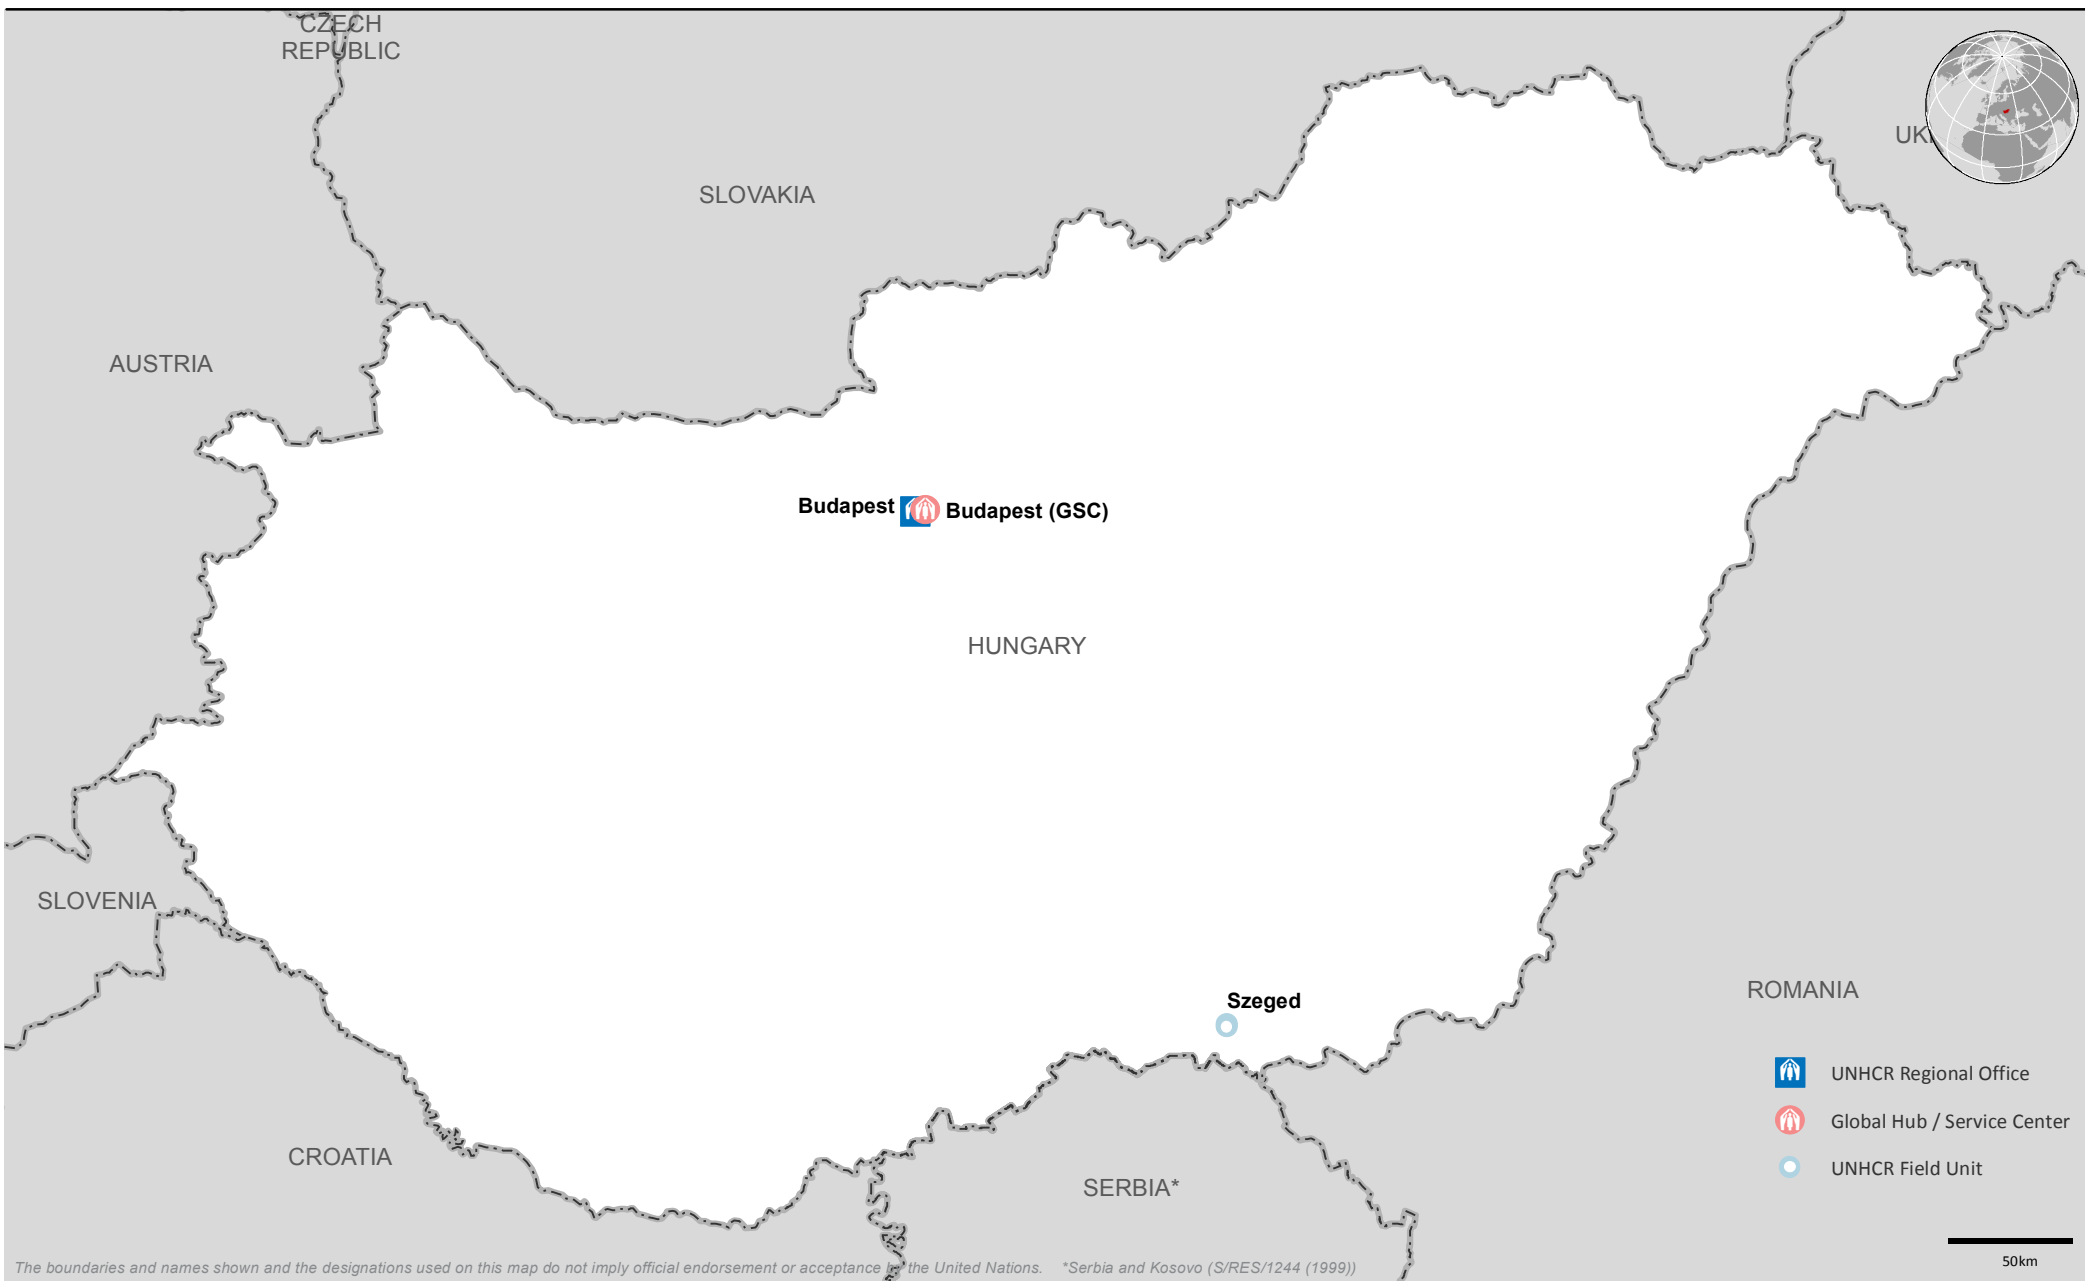 CZECH
REPUBLIC
SLOVAKIA
AUSTRIA
Budapest
Budapest (GSC)
HUNGARY
SLOVENIA
Szeged
ROMANIA
UNHCR Regional Office
Global Hub / Service Center
UNHCR Field Unit
CROATIA
SERBIA*
50km
The boundaries and names shown and the designations used on this map do not imply official endorsement or acceptance by the United Nations. *Serbia and Kosovo (S/RES/1244 (1999))